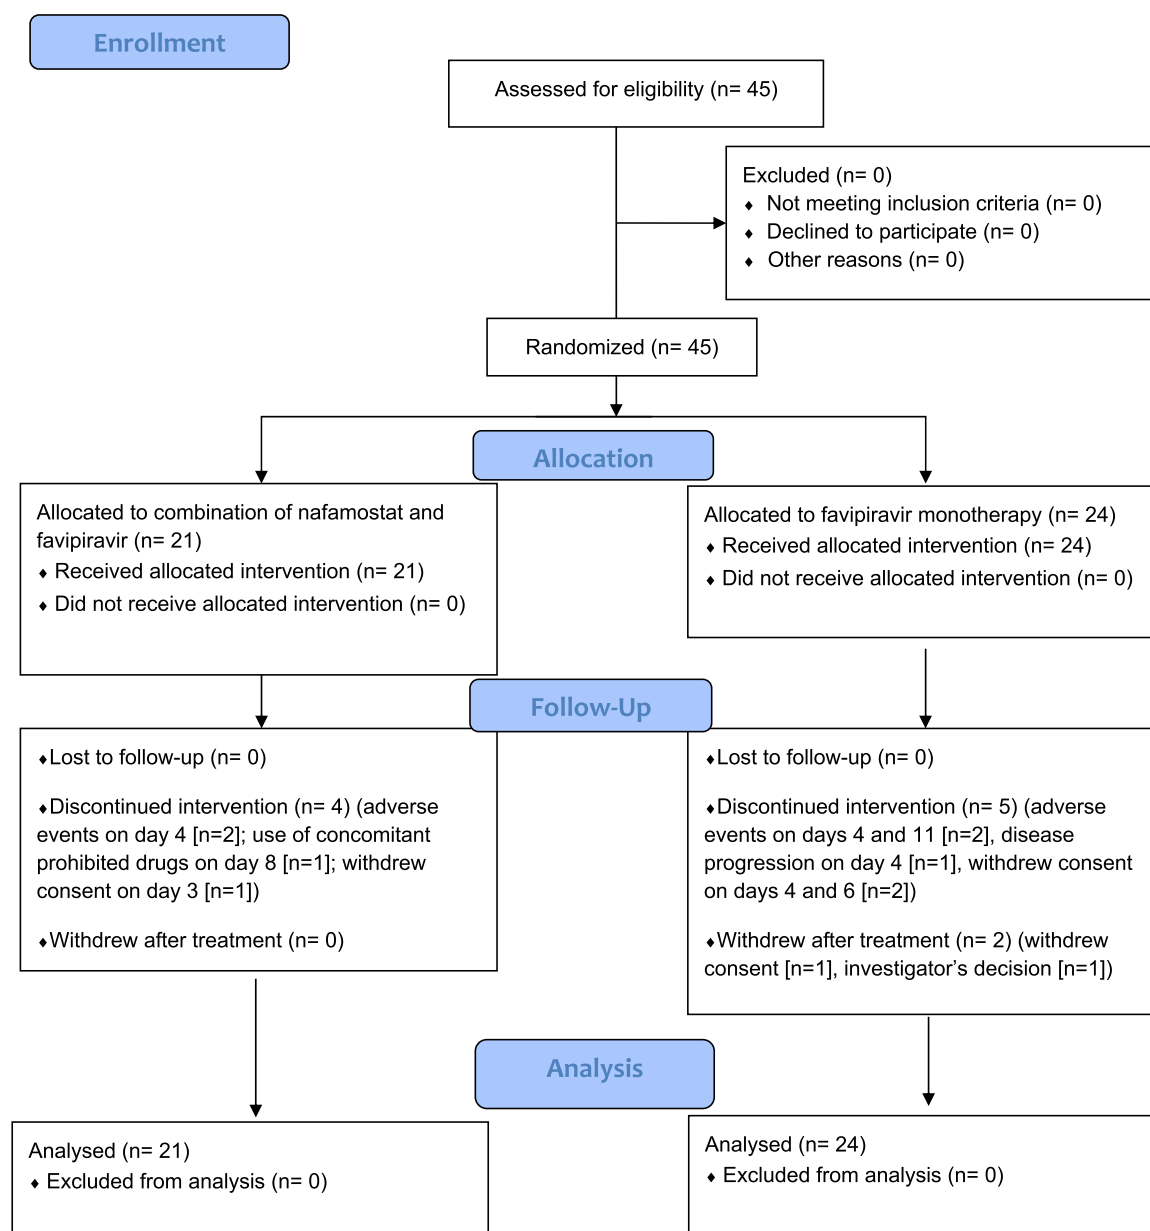 Enrollment
Assessed for eligibility (n= 45)
Excluded (n= 0)
♦ Not meeting inclusion criteria (n= 0)
♦ Declined to participate (n= 0)
♦ Other reasons (n= 0)
Randomized (n= 45)
Allocation
Allocated to combination of nafamostat and
favipiravir (n= 21)
♦ Received allocated intervention (n= 21)
♦ Did not receive allocated intervention (n= 0)
Allocated to favipiravir monotherapy (n= 24)
♦ Received allocated intervention (n= 24)
♦ Did not receive allocated intervention (n= 0)
Follow-Up
♦Lost to follow-up (n= 0)
♦Discontinued intervention (n= 4) (adverse
events on day 4 [n=2]; use of concomitant
prohibited drugs on day 8 [n=1]; withdrew
consent on day 3 [n=1])
♦Withdrew after treatment (n= 0)
♦Lost to follow-up (n= 0)
♦Discontinued intervention (n= 5) (adverse
events on days 4 and 11 [n=2], disease
progression on day 4 [n=1], withdrew consent
on days 4 and 6 [n=2])
♦Withdrew after treatment (n= 2) (withdrew
consent [n=1], investigator’s decision [n=1])
Analysis
Analysed (n= 21)
♦ Excluded from analysis (n= 0)
Analysed (n= 24)
♦ Excluded from analysis (n= 0)